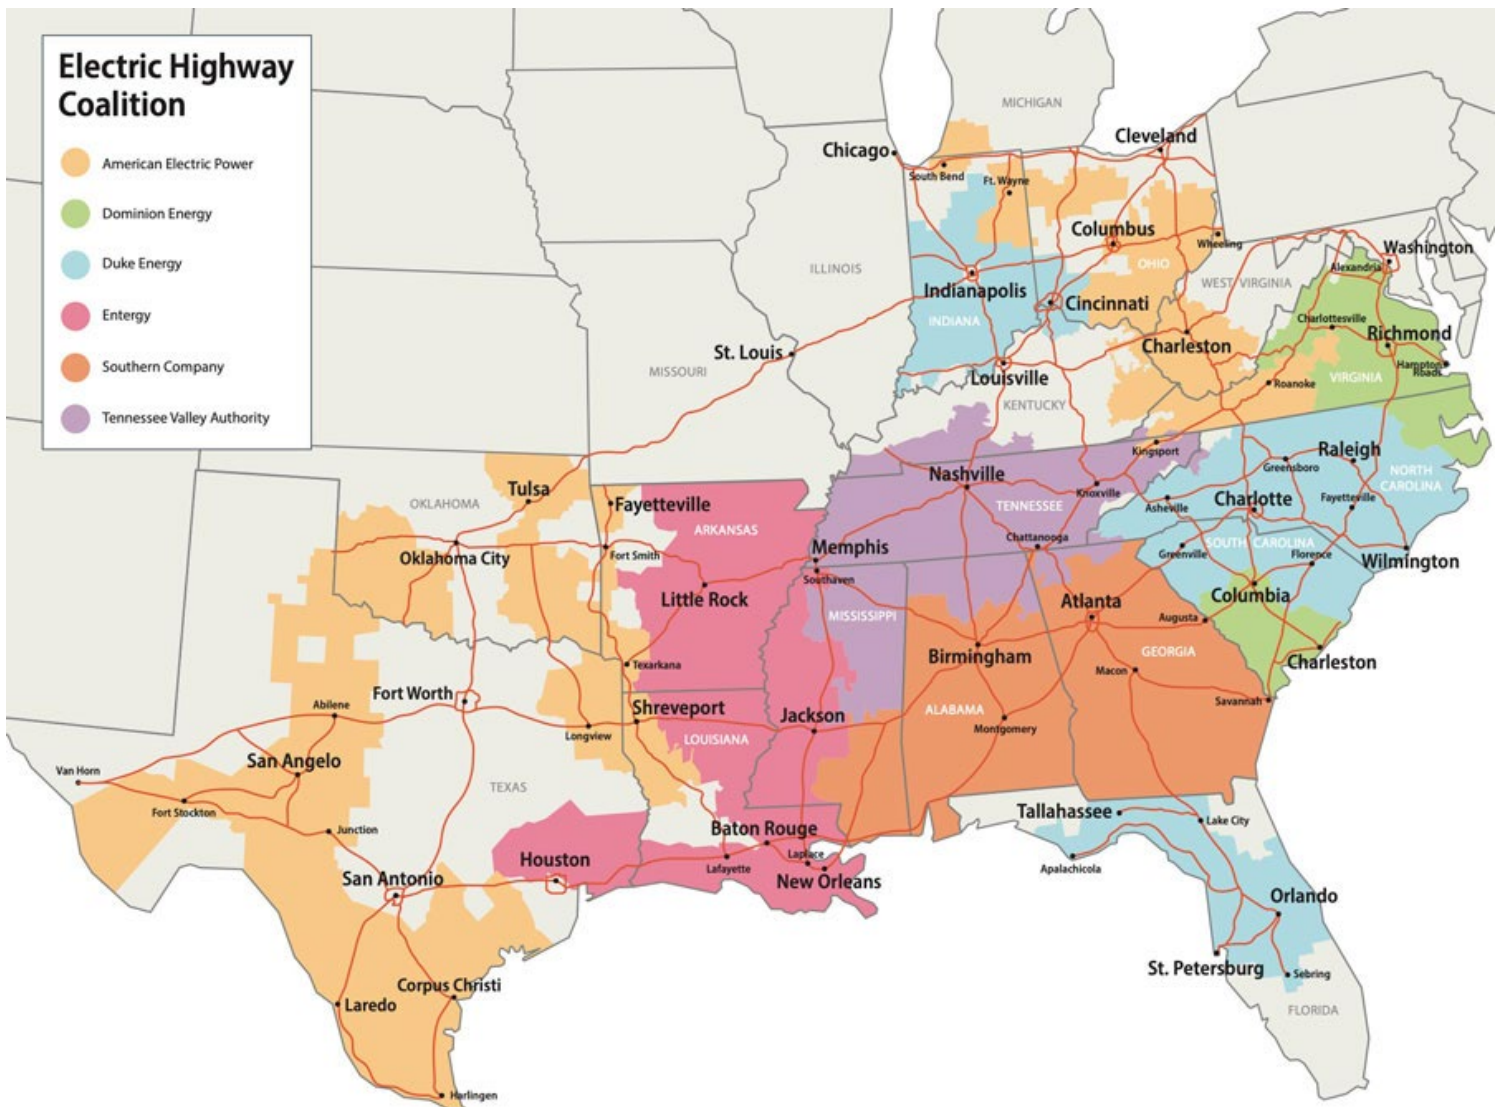 Electric Highway
Coalition
American Electric Power
Dominion Energy
Duke Energy
Entergy
Southern Company
Tennessee Valley Authority
MICHIGAN
Cleveland
Chicago
South Bend
Ft. Wayne
Columbus
Wheeling
Washington
Alexandria
OHIO
ILLINOIS
WEST VIRGINIA
Indianapolis
Cincinnati
INDIANA
Charlottesville
Richmond
Charleston
St. Louis
Hampton
Roads
MISSOURI
Louisville
VIRGINIA
Roanoke
KENTUCKY
Kingsport
Raleigh
Greensboro
NORTH
CAROLINA
Nashville
Knoxville
Tulsa
OKLAHOMA
Fayetteville
TENNESSEE
Asheville
Charlotte
Fayetteville
ARKANSAS
Chattanooga
Oklahoma City
Fort Smith
Memphis
Greenville
SOUTH CAROLINA
Florence
Wilmington
Southaven
Little Rock
Atlanta
Columbia
MISSISSIPPI
Augusta
Birmingham
GEORGIA
Charleston
Texarkana
Macon
Fort Worth
Savannah
Abilene
Shreveport
Jackson
ALABAMA
Montgomery
Longview
LOUISIANA
San Angelo
Van Horn
TEXAS
Fort Stockton
Tallahassee
Lake City
Junction
Baton Rouge
Houston
Laplace
Lafayette
Apalachicola
San Antonio
New Orleans
Orlando
St. Petersburg
Sebring
Corpus Christi
Laredo
FLORIDA
Harlingen